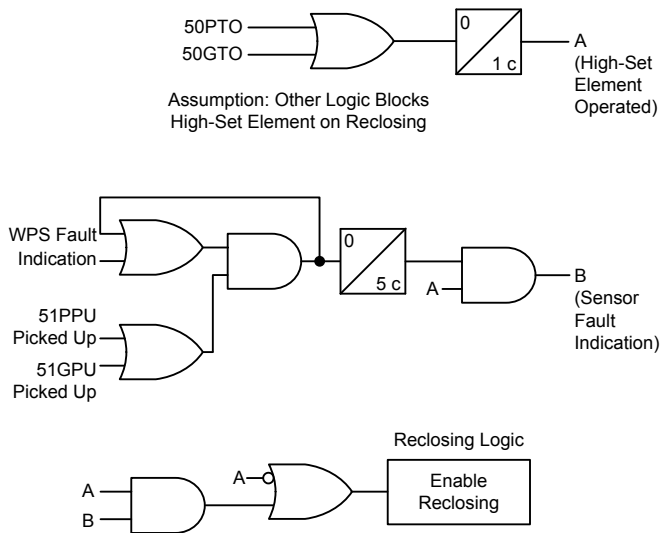 50PTO
50GTO
0
1 c
A
(High-Set
Element
Operated)
Assumption: Other Logic Blocks
High-Set Element on Reclosing
WPS Fault
Indication
51PPU
Picked Up
51GPU
Picked Up
0
5 c
A
B
(Sensor
Fault
Indication)
Reclosing Logic
A
B
A
Enable
Reclosing